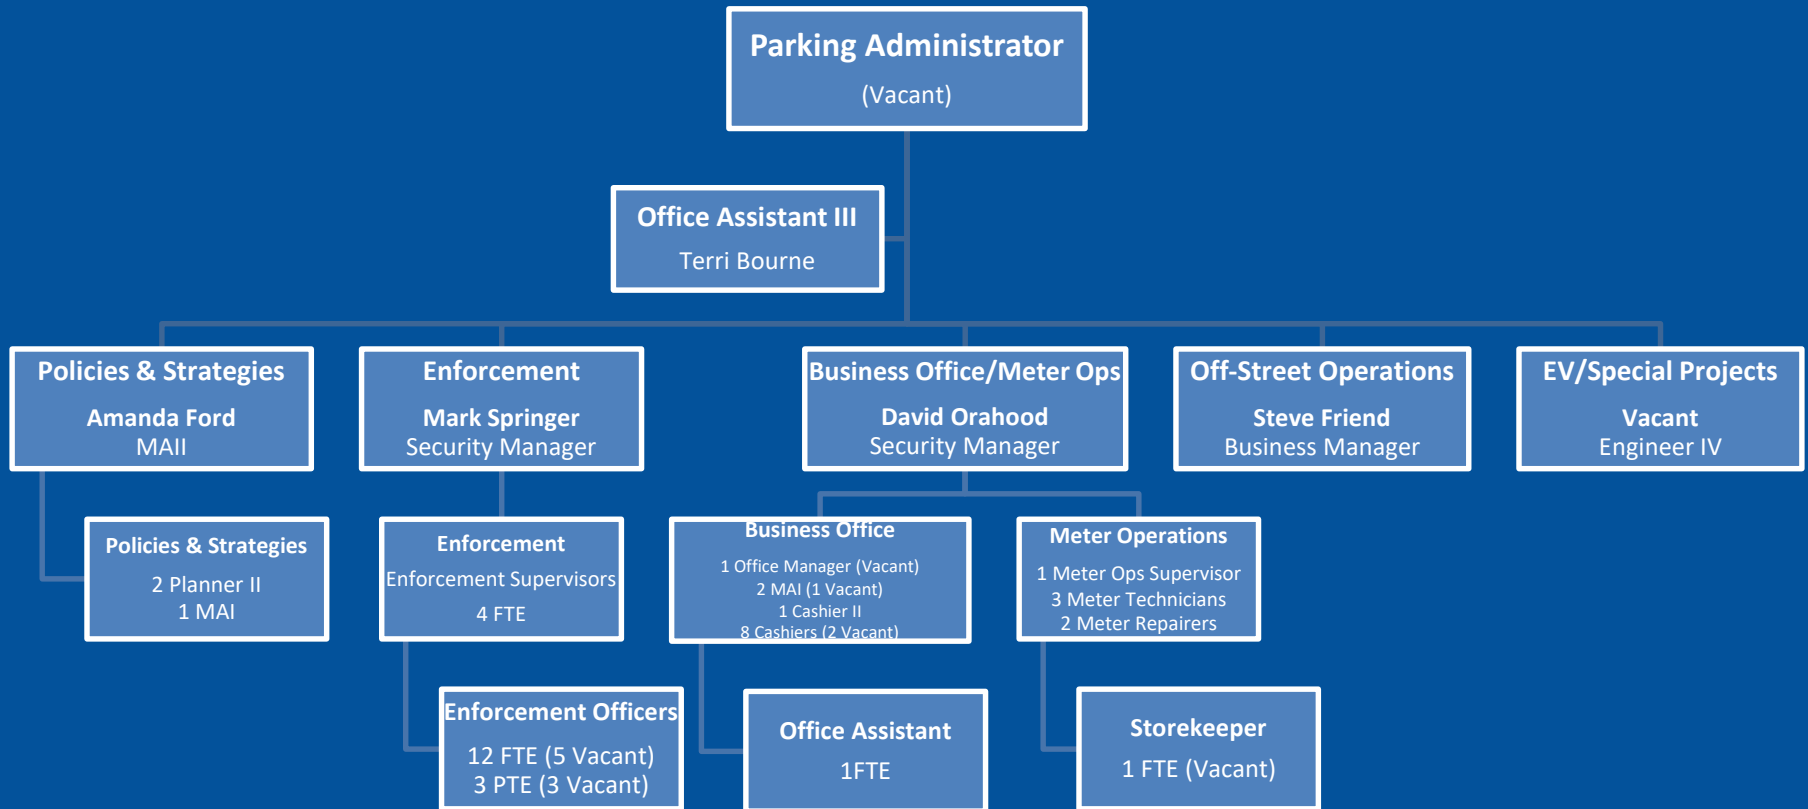 Parking Administrator
(Vacant)
Office Assistant III
Terri Bourne
Policies & Strategies
Amanda Ford
MAII
Enforcement
Mark Springer
Security Manager
Business Office/Meter Ops
David Orahood
Security Manager
Off-Street Operations
Steve Friend
Business Manager
EV/Special Projects
Vacant
Engineer IV
Policies & Strategies
2 Planner II
1 MAI
Enforcement
Enforcement Supervisors
4 FTE
Business Office
1 Office Manager (Vacant)
2 MAI (1 Vacant)
1 Cashier II
8 Cashiers (2 Vacant)
Meter Operations
1 Meter Ops Supervisor
3 Meter Technicians
2 Meter Repairers
Enforcement Officers
12 FTE (5 Vacant)
3 PTE (3 Vacant)
Office Assistant
1FTE
Storekeeper
1 FTE (Vacant)